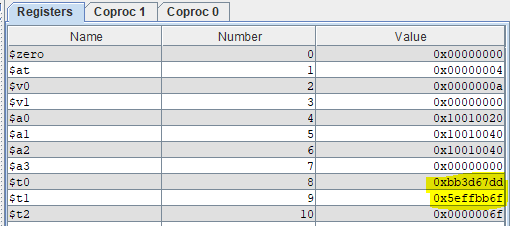 Registers Coproc 1 Coproc 0
Name Number Value
$zero 0 0x00000000
$at 1 0x00000004
$v0 2 0x0000000a
$v1 3 0x00000000
$a0 4 0x10010020
$a1 5 0x10010040
$a2 6 0x10010040
$a3 7 0x00000000
$t0 8 0xbb3d67dd
$t1 9 0x5effbb6f
$t2 10 0x0000006f